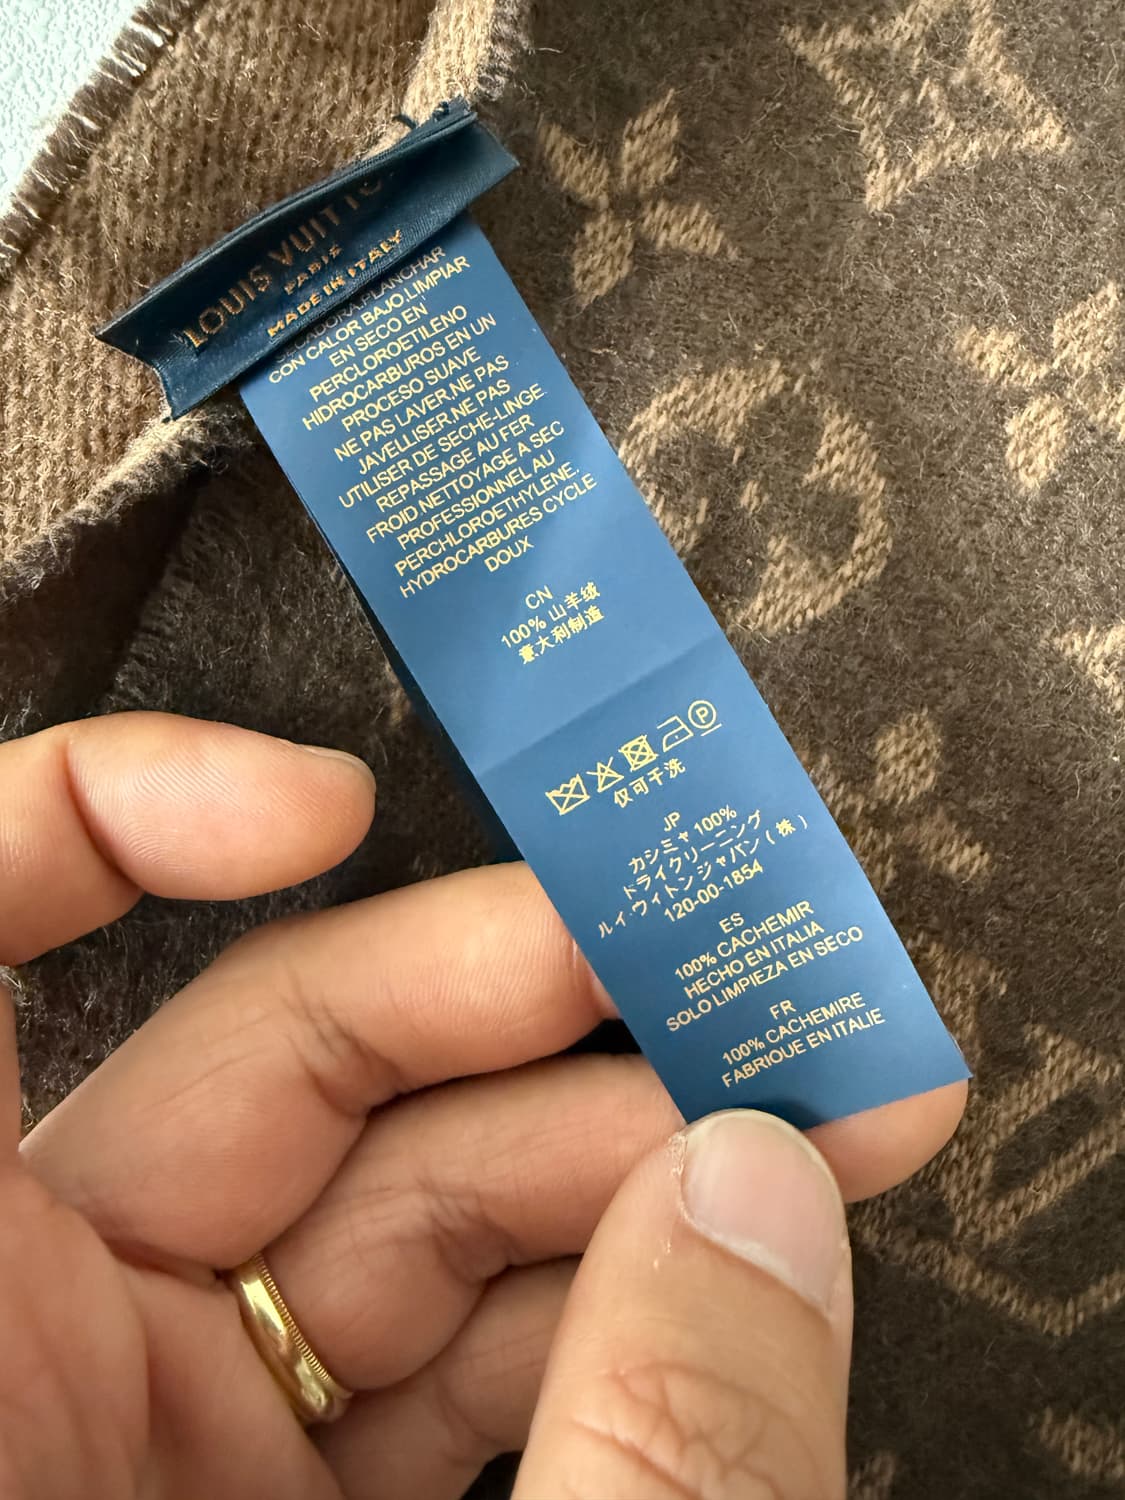 LOUIS VUITTO
PARIS
MADE IN ITALY
SECADORA.PLANCHAR
CON CALOR BAJO.LIMPIAR
EN SECO EN
PERCLOROETILENO
HIDROCARBUROS EN UN
PROCESO SUAVE
NE PAS LAVER,NE PAS
JAVELLISER,NE PAS
UTILISER DE SECHE-LINGE.
REPASSAGE AU FER
FROID.NETTOYAGE A SEC
PROFESSIONNEL AU
PERCHLOROETHYLENE.
HYDROCARBURES CYCLE
DOUX
CN
100% 山羊绒
意大利制造
P
仅可干洗
JP
カシミヤ 100%
ドライクリーニング
ルイ·ヴィトン ジャパン ( 株 )
120-00-1854
ES
100% CACHEMIR
HECHO EN ITALIA
SOLO LIMPIEZA EN SECO
FR
100% CACHEMIRE
FABRIQUE EN ITALIE